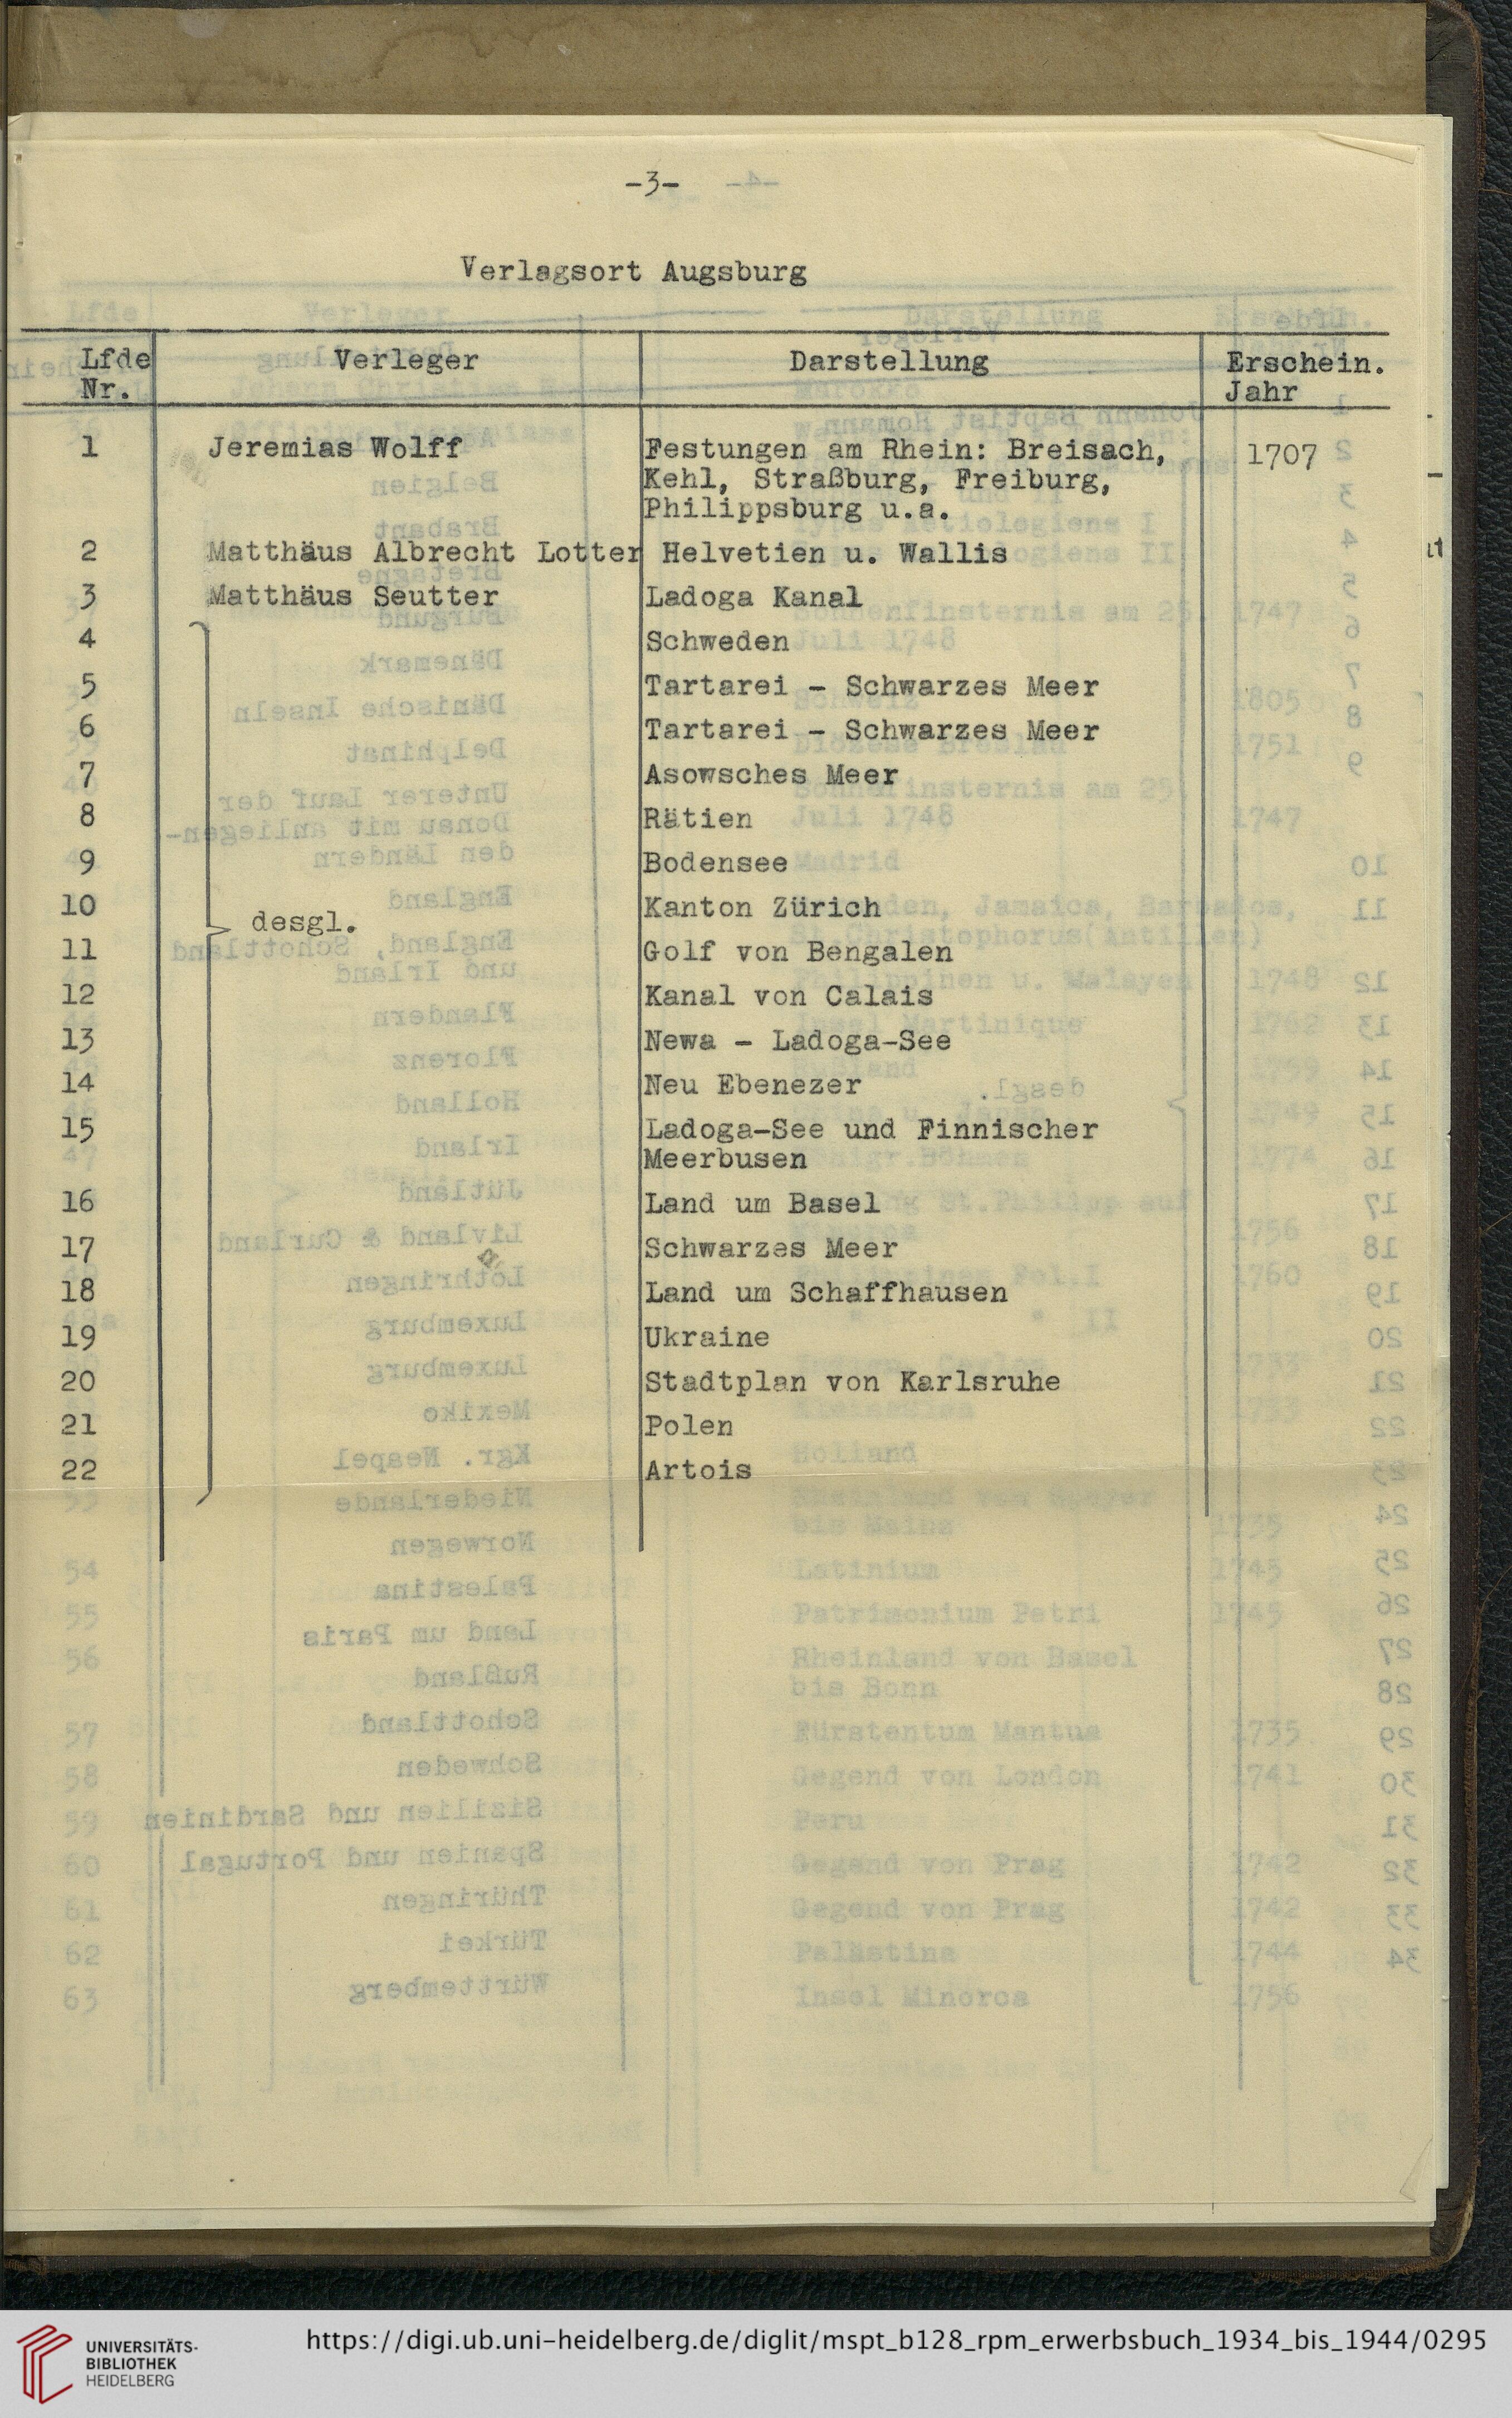 -3-
Verlagsort Augsburg
Lfde Nr. Verleger Darstellung Erschein. Jahr
1 Jeremias Wolff Festungen am Rhein: Breisach, 1707
Kehl, Straßburg, Freiburg,
Philippsburg u.a.
2 Matthäus Albrecht Lotter Helvetien u. Wallis
3 Matthäus Seutter Ladoga Kanal
4 Schweden
5 Tartarei - Schwarzes Meer
6 Tartarei - Schwarzes Meer
7 Asowsches Meer
8 Rätien
9 Bodensee
10 Kanton Zürich
desgl.
11 Golf von Bengalen
12 Kanal von Calais
13 Newa - Ladoga-See
14 Neu Ebenezer
15 Ladoga-See und Finnischer
Meerbusen
16 Land um Basel
17 Schwarzes Meer
18 Land um Schaffhausen
19 Ukraine
20 Stadtplan von Karlsruhe
21 Polen
22 Artois
UNIVERSITÄTS-
BIBLIOTHEK
HEIDELBERG
https://digi.ub.uni-heidelberg.de/diglit/mspt_b128_rpm_erwerbsbuch_1934_bis_1944/0295